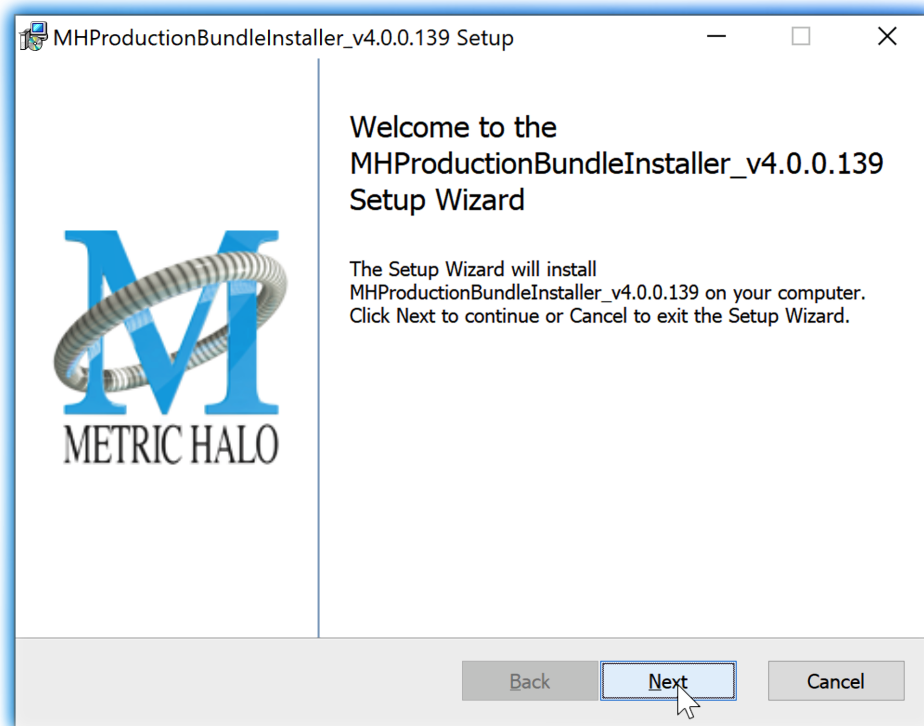 MHProductionBundleInstaller_v4.0.0.139 Setup
Welcome to the
MHProductionBundleInstaller_v4.0.0.139
Setup Wizard
The Setup Wizard will install
MHProductionBundleInstaller_v4.0.0.139 on your computer.
Click Next to continue or Cancel to exit the Setup Wizard.
M
METRIC HALO
Back
Next
Cancel